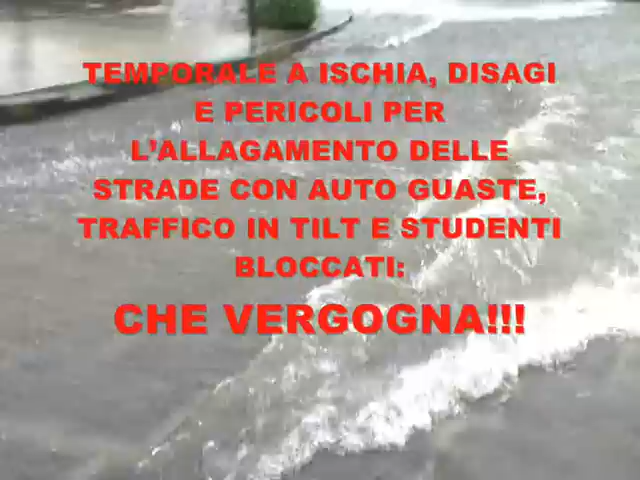 TEMPORALE A ISCHIA, DISAGI
E PERICOLI PER
L'ALLAGAMENTO DELLE
STRADE CON AUTO GUASTE,
TRAFFICO IN TILT E STUDENTI
BLOCCATI:
CHE VERGOGNA!!!